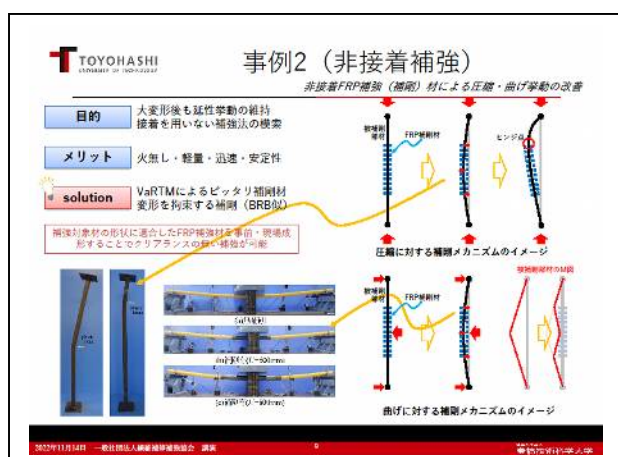 TOYOHASHI
UNIVERSITY OF TECHNOLOGY
事例2（非接着補強）
非接着FRP補強（補剛）材による圧縮・曲げ挙動の改善
目的
大変形後も延性挙動の維持
接着を用いない補強法の模索
メリット
火無し・軽量・迅速・安定性
solution
VaRTMによるピッタリ補剛材
変形を拘束する補剛（BRB似）
補強対象材の形状に適合したFRP補強材を事前・現場成
形することでクリアランスの無い補強が可能
被補剛
部材
FRP補剛材
ヒンジ点
圧縮に対する補剛メカニズムのイメージ
被補剛
部材
FRP補剛材
被補剛部材のM図
曲げに対する補剛メカニズムのイメージ
2022年11月14日
一般社団法人鋼構造補修補強協会 講演
9
豊橋技術科学大学